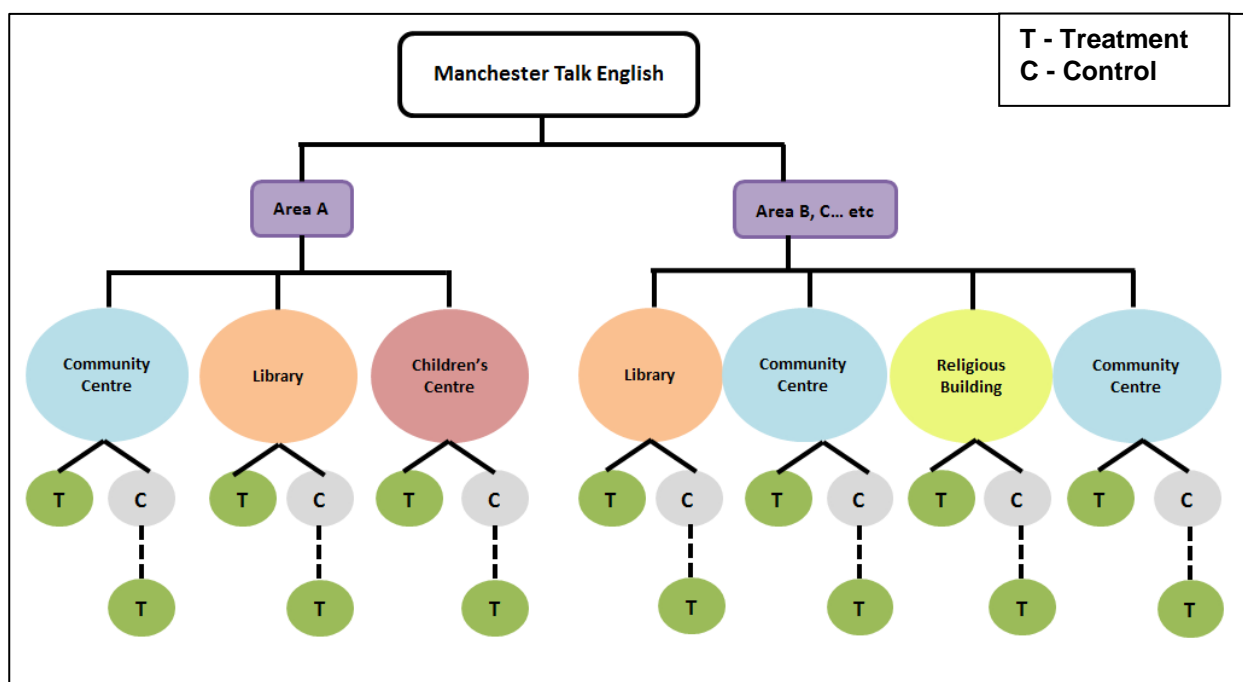 T - Treatment
C - Control
Manchester Talk English
Area A
Area B, C... etc
Community
Centre
Library
Children's
Centre
Library
Community
Centre
Religious
Building
Community
Centre
T
C
T
C
T
C
T
C
T
C
T
C
T
C
T
T
T
T
T
T
T